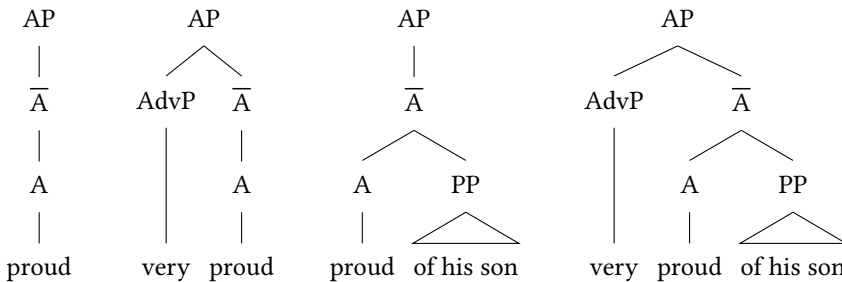 AP AP AP AP
A̅ AdvP A̅ A̅ AdvP A̅
A A A PP A PP
proud very proud proud of his son very proud of his son